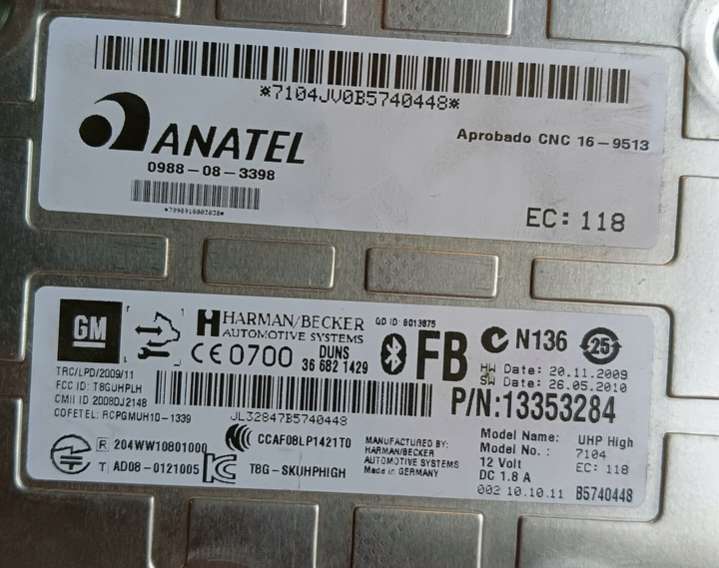 *7104JV0B5740448*
ANATEL
0988-08-3398
Aprobado CNC 16-9513
EC: 118
GM
HARMAN/BECKER
AUTOMOTIVE SYSTEMS
QD ID: B013875
CE0700
DUNS
36 682 1429
FB
N136
25
HW Date: 20.11.2009
SW Date: 26.05.2010
P/N:13353284
TRC/LPD/2009/11
FCC ID: T8GUHPLH
CMII ID 2008DJ2148
COFETEL: RCPGMUH10-1339
JL32847B5740448
R 204WW10801000
T AD08-0121005
CCAF08LP1421T0
T8G-SKUHPHIGH
MANUFACTURED BY:
HARMAN/BECKER
AUTOMOTIVE SYSTEMS
Made in GERMANY
Model Name: UHP High
Model No.: 7104
12 Volt EC: 118
DC 1.8 A
002 10.10.11 B5740448